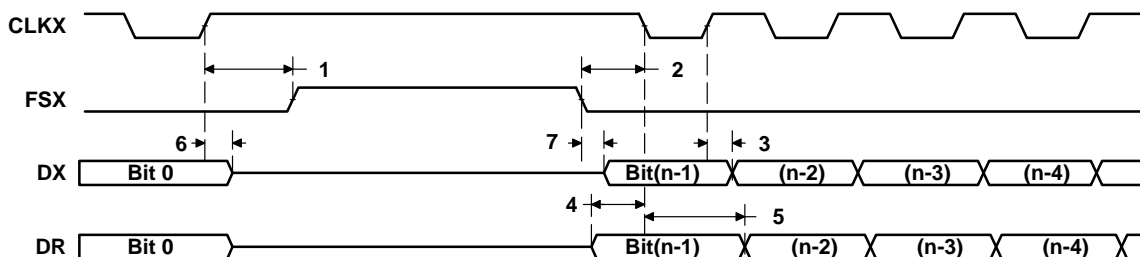 CLKX
1 2
FSX
6 7 3
DX Bit 0 Bit(n-1) (n-2) (n-3) (n-4)
4 5
DR Bit 0 Bit(n-1) (n-2) (n-3) (n-4)